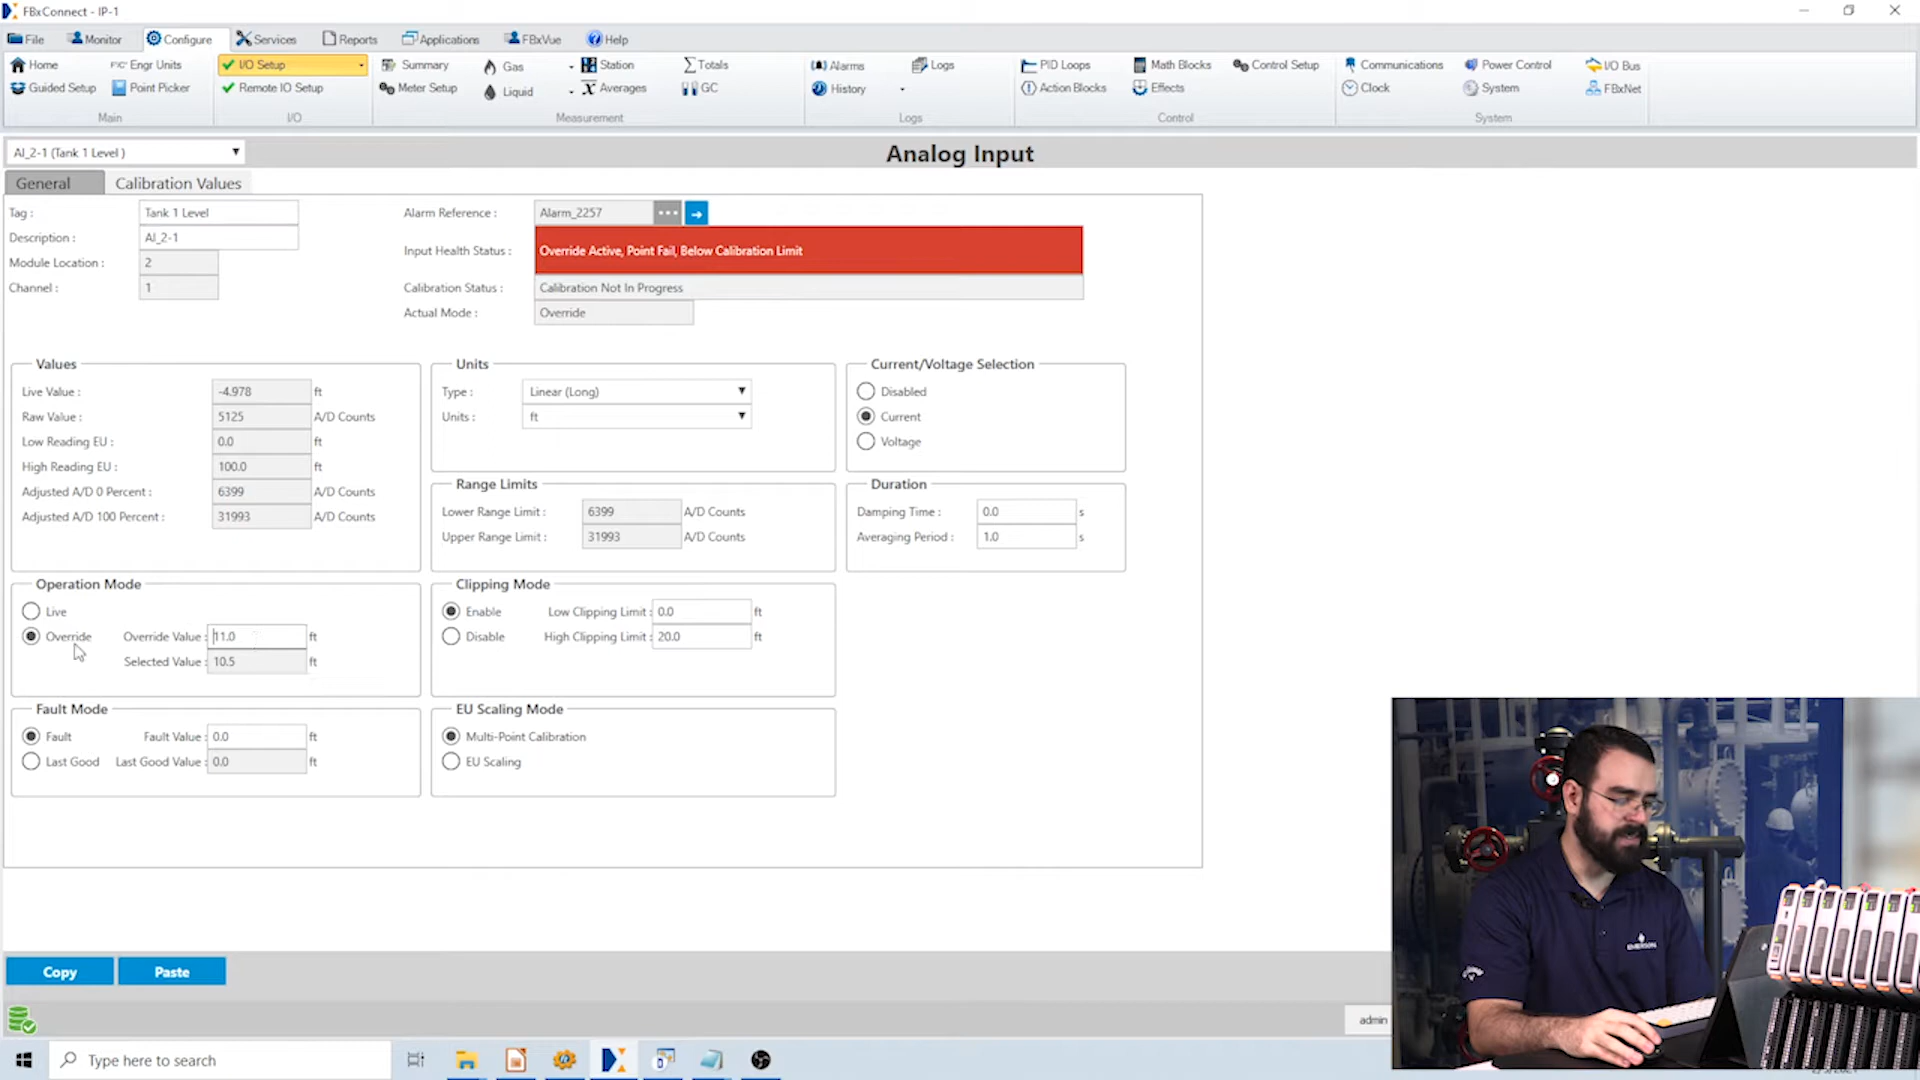 FBxConnect - IP-1
File Monitor Configure Services Reports Applications FBxVue Help
Home Engr Units I/O Setup Summary Gas Station Totals Alarms Logs PID Loops Math Blocks Control Setup Communications Power Control I/O Bus
Guided Setup Point Picker Remote IO Setup Meter Setup Liquid Averages GC History Action Blocks Effects Clock System FBxNet
Main I/O Measurement Logs Control System
AI_2-1 (Tank 1 Level )
Analog Input
General Calibration Values
Tag : Tank 1 Level Alarm Reference : Alarm_2257
Description : AI_2-1 Input Health Status : Override Active, Point Fail, Below Calibration Limit
Module Location : 2
Channel : 1 Calibration Status : Calibration Not In Progress
Actual Mode : Override
Values Units Current/Voltage Selection
Live Value : -4.978 ft Type : Linear (Long) Disabled
Raw Value : 5125 A/D Counts Units : ft Current
Low Reading EU : 0.0 ft Voltage
High Reading EU : 100.0 ft
Range Limits Duration
Adjusted A/D 0 Percent : 6399 A/D Counts
Lower Range Limit : 6399 A/D Counts Damping Time : 0.0 s
Adjusted A/D 100 Percent : 31993 A/D Counts
Upper Range Limit : 31993 A/D Counts Averaging Period : 1.0 s
Operation Mode Clipping Mode
Live Enable Low Clipping Limit : 0.0 ft
Override Override Value : 11.0 ft Disable High Clipping Limit : 20.0 ft
Selected Value : 10.5 ft
Fault Mode EU Scaling Mode
Fault Fault Value : 0.0 ft Multi-Point Calibration
Last Good Last Good Value : 0.0 ft EU Scaling
Copy Paste
admin
EMERSON
Type here to search